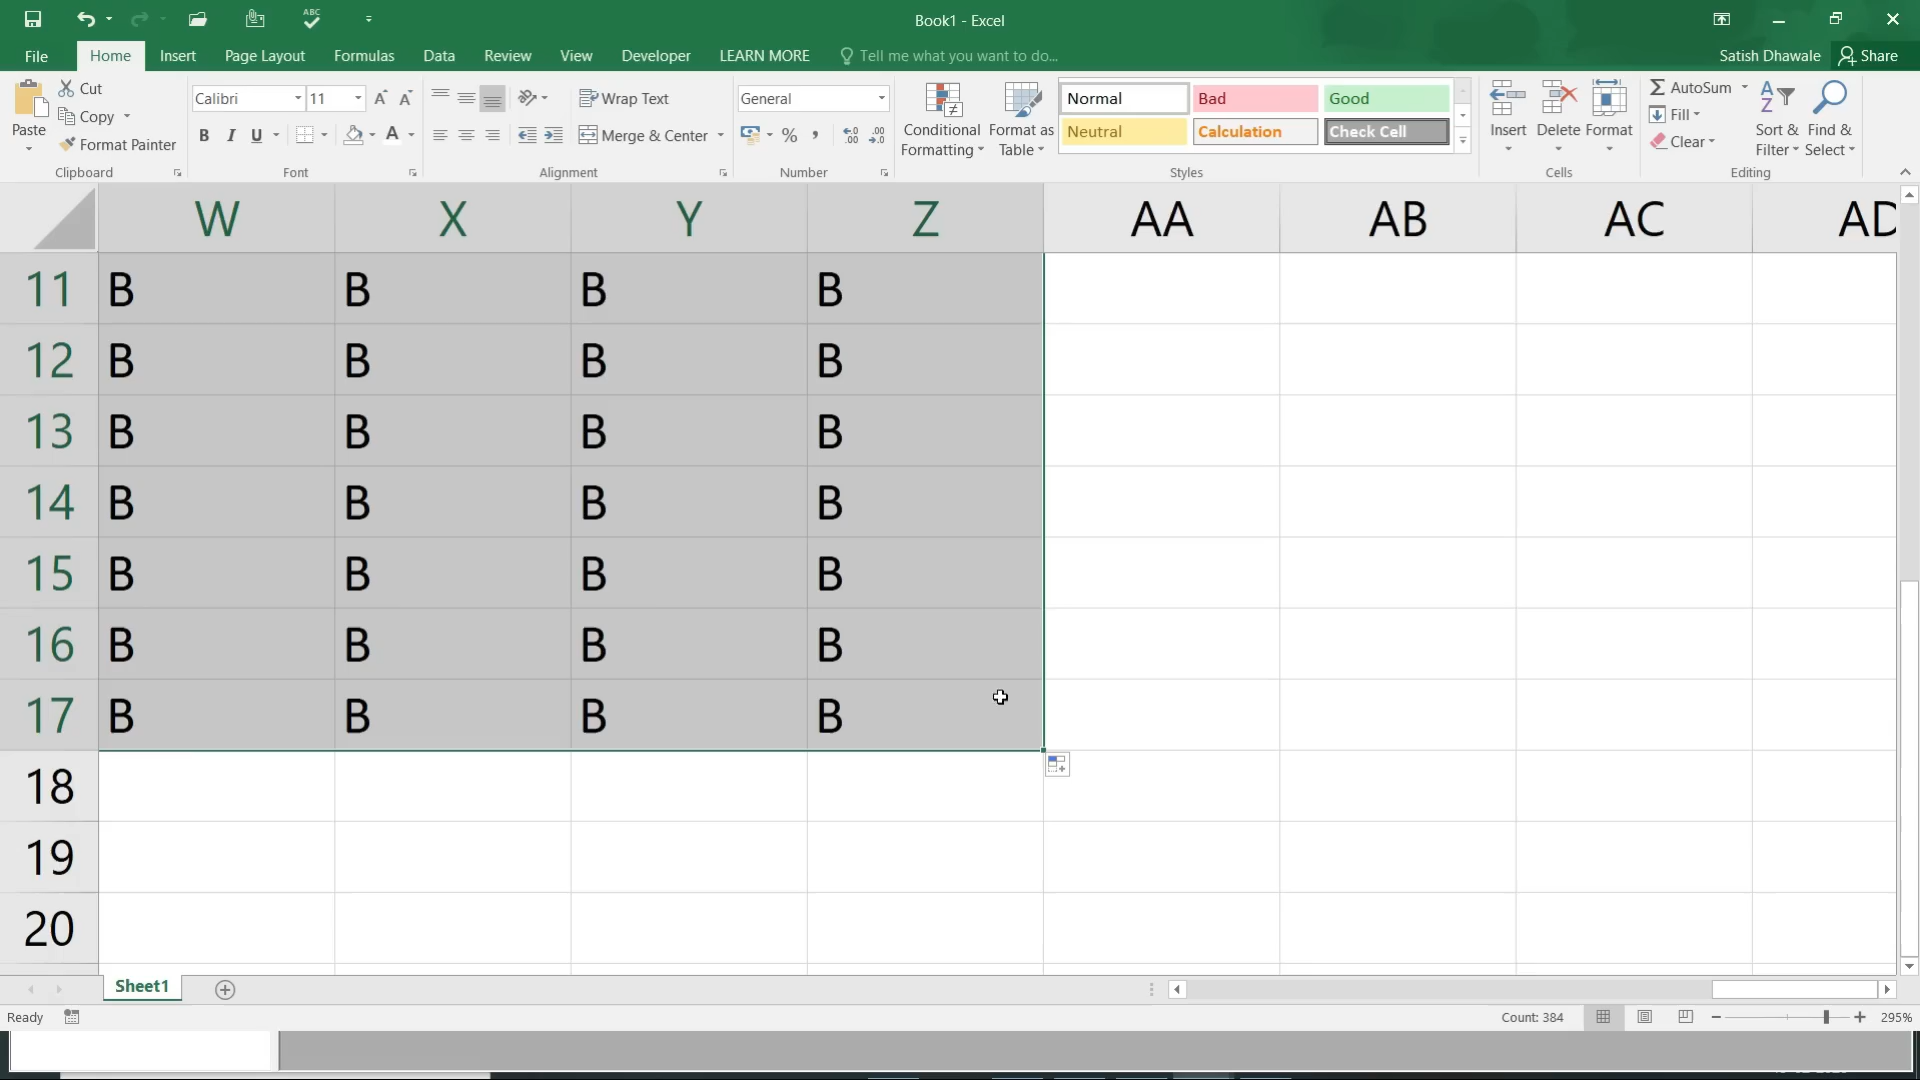 ABC
Book1 - Excel
File Home Insert Page Layout Formulas Data Review View Developer LEARN MORE Tell me what you want to do... Satish Dhawale Share
Paste Cut Copy Format Painter
Clipboard
Calibri 11
B I U A
Font
Wrap Text
Merge & Center
Alignment
General
%
Number
Conditional Formatting
Format as Table
Normal Bad Good
Neutral Calculation Check Cell
Styles
Insert Delete Format
Cells
AutoSum
Fill
Clear
Sort & Filter
Find & Select
Editing
W X Y Z AA AB AC AD
11 B B B B
12 B B B B
13 B B B B
14 B B B B
15 B B B B
16 B B B B
17 B B B B
18
19
20
Sheet1
Ready Count: 384 295%